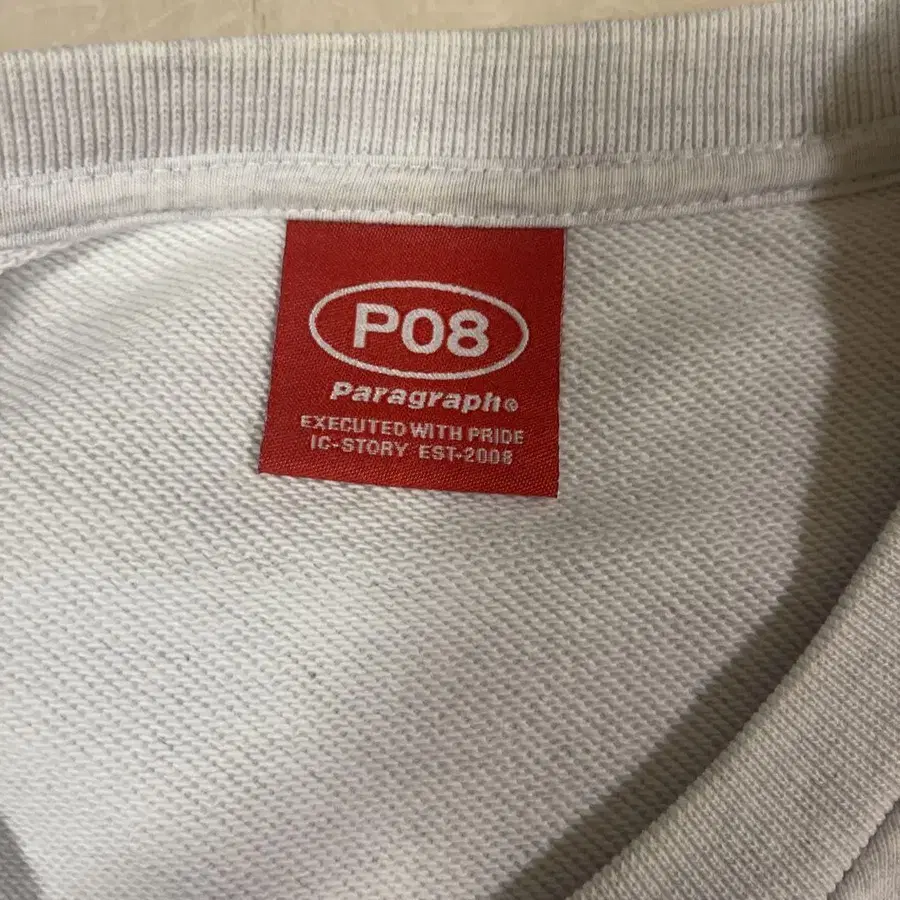 P08
Paragraph®
EXECUTED WITH PRIDE
IC-STORY EST-2008